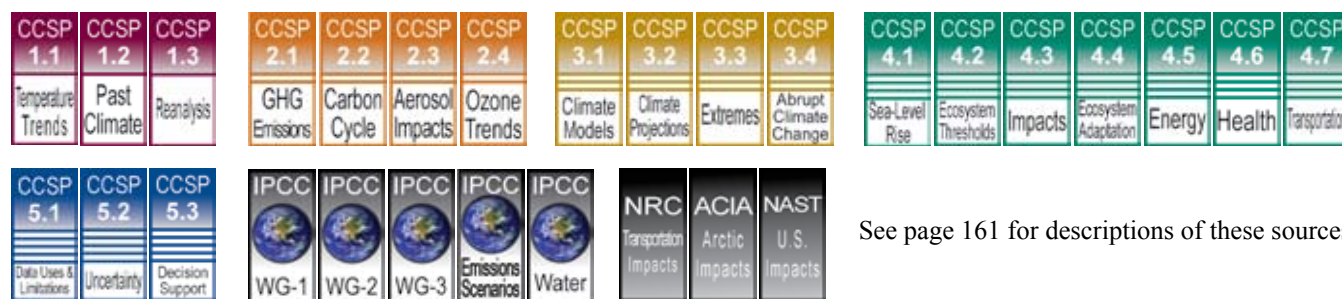 CCSP
1.1
Temperature
Trends
CCSP
1.2
Past
Climate
CCSP
1.3
Reanalysis
CCSP
2.1
GHG
Emissions
CCSP
2.2
Carbon
Cycle
CCSP
2.3
Aerosol
Impacts
CCSP
2.4
Ozone
Trends
CCSP
3.1
Climate
Models
CCSP
3.2
Climate
Projections
CCSP
3.3
Extremes
CCSP
3.4
Abrupt
Climate
Change
CCSP
4.1
Sea-Level
Rise
CCSP
4.2
Ecosystem
Thresholds
CCSP
4.3
Impacts
CCSP
4.4
Ecosystem
Adaptation
CCSP
4.5
Energy
CCSP
4.6
Health
CCSP
4.7
Transportation
CCSP
5.1
Data Uses &
Limitations
CCSP
5.2
Uncertainty
CCSP
5.3
Decision
Support
IPCC
WG-1
IPCC
WG-2
IPCC
WG-3
IPCC
Emissions
Scenarios
IPCC
Water
NRC
Transportation
Impacts
ACIA
Arctic
Impacts
NAST
U.S.
Impacts
See page 161 for descriptions of these source